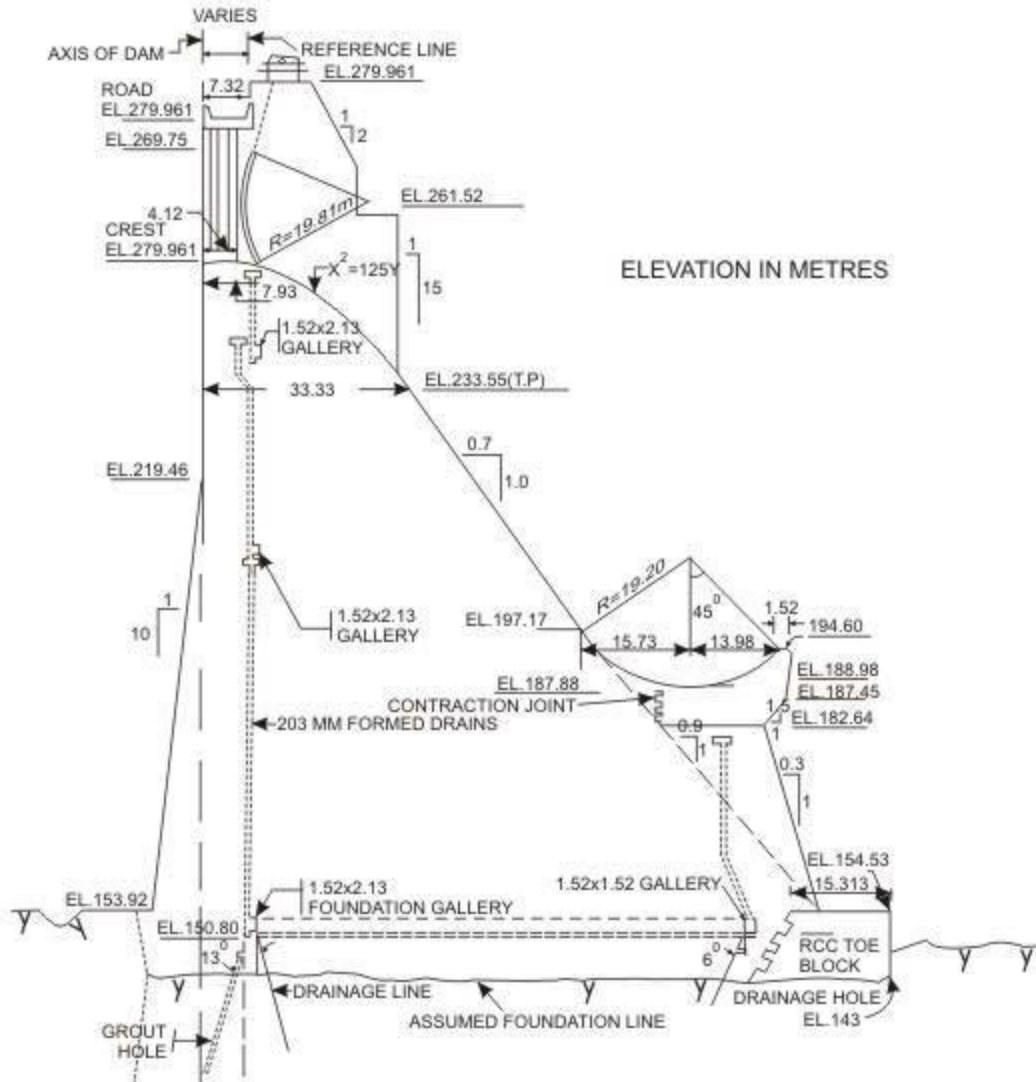 VARIES
AXIS OF DAM
REFERENCE LINE
EL.279.961
ROAD
7.32
EL.279.961
1
2
EL.269.75
EL.261.52
4.12
R=19.81m
CREST
EL.279.961
1
15
ELEVATION IN METRES
X²=125Y
7.93
1.52x2.13
GALLERY
33.33
EL.233.55(T.P)
0.7
1.0
EL.219.46
R=19.20
45⁰
1
10
1.52x2.13
GALLERY
EL.197.17
1.52
194.60
15.73
13.98
EL.188.98
EL.187.88
EL.187.45
CONTRACTION JOINT
1.5
1
EL.182.64
203 MM FORMED DRAINS
0.9
1
0.3
1
EL.154.53
15.313
EL.153.92
1.52x2.13
FOUNDATION GALLERY
1.52x1.52 GALLERY
EL.150.80
13⁰
6⁰
RCC TOE
BLOCK
DRAINAGE LINE
DRAINAGE HOLE
EL.143
ASSUMED FOUNDATION LINE
GROUT
HOLE